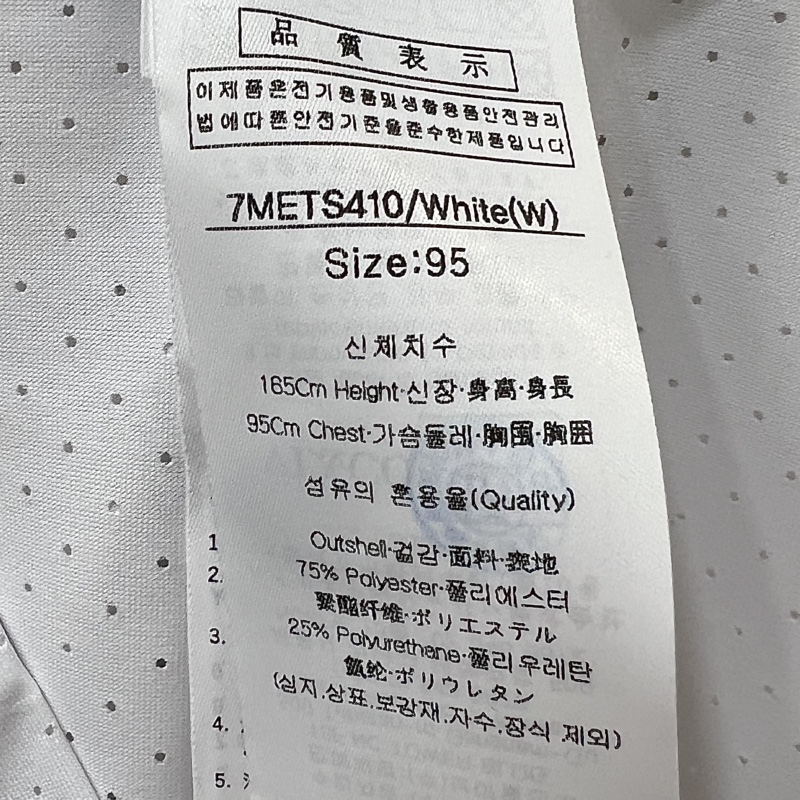 品質表示
이제품은전기용품및생활용품안전관리
법에따른안전기준을준수한제품입니다
7METS410/White(W)
Size:95
신체치수
165Cm Height·신장·身高·身長
95Cm Chest·가슴둘레·胸围·胸囲
섬유의 혼용율(Quality)
1
Outshell·겉감·面料·表地
2.
75% Polyester·폴리에스터
聚酯纤维·ポリエステル
3.
25% Polyurethane·폴리우레탄
氨纶·ポリウレタン
(심지.상표.보강재.자수.장식 제외)
4.
5.